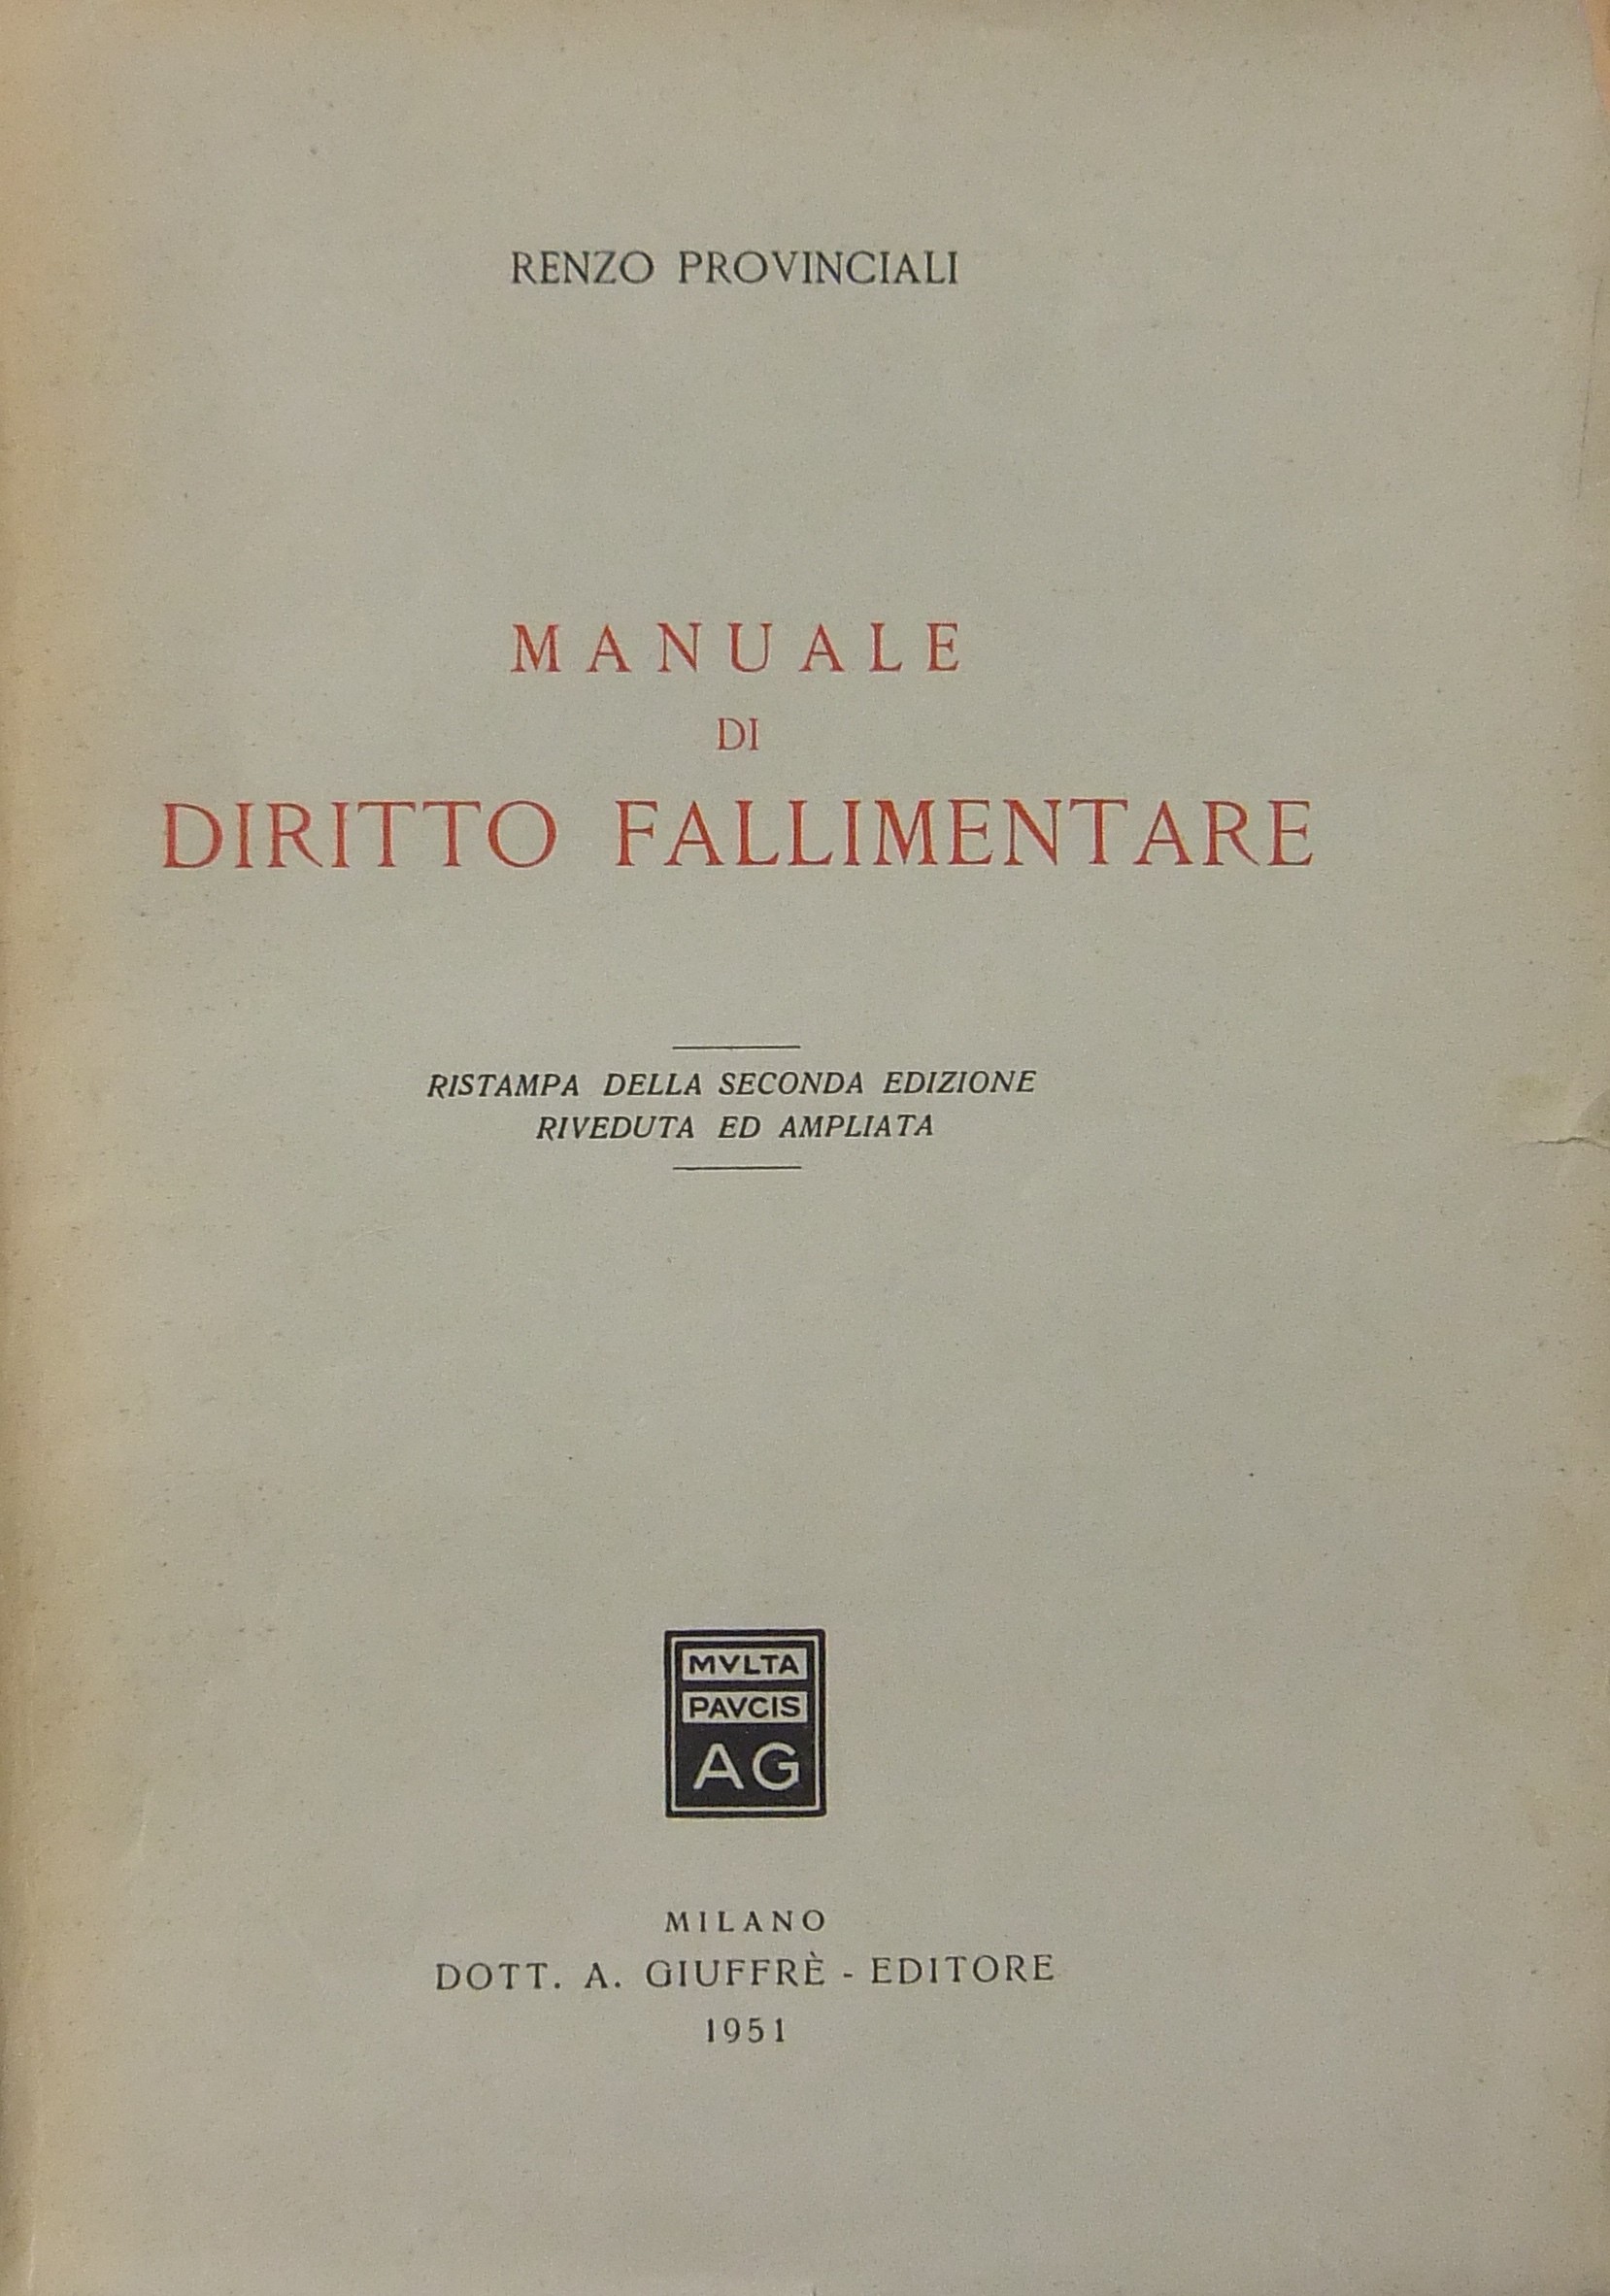 RENZO PROVINCIALI
MANUALE
DI
DIRITTO FALLIMENTARE
RISTAMPA DELLA SECONDA EDIZIONE
RIVEDUTA ED AMPLIATA
MVLTA
PAVCIS
AG
MILANO
DOTT. A. GIUFFRÈ - EDITORE
1951